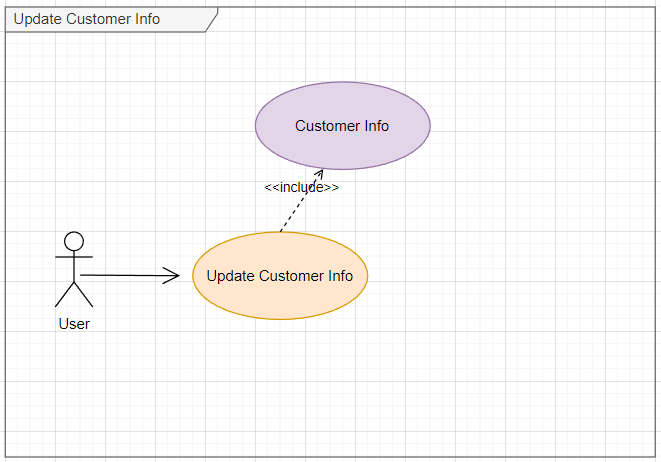 Update Customer Info
Customer Info
<<include>>
Update Customer Info
User